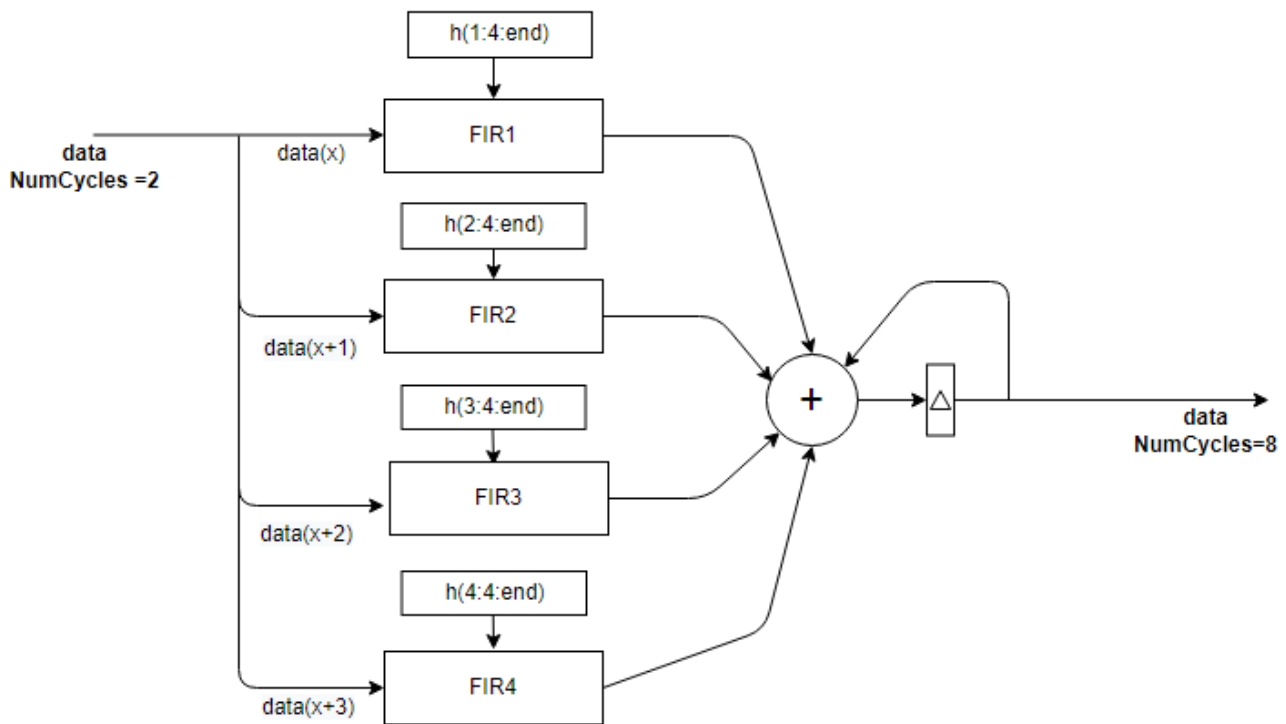 h(1:4:end)
FIR1
data
NumCycles =2
data(x)
h(2:4:end)
FIR2
data(x+1)
h(3:4:end)
+
data
NumCycles=8
FIR3
data(x+2)
h(4:4:end)
FIR4
data(x+3)